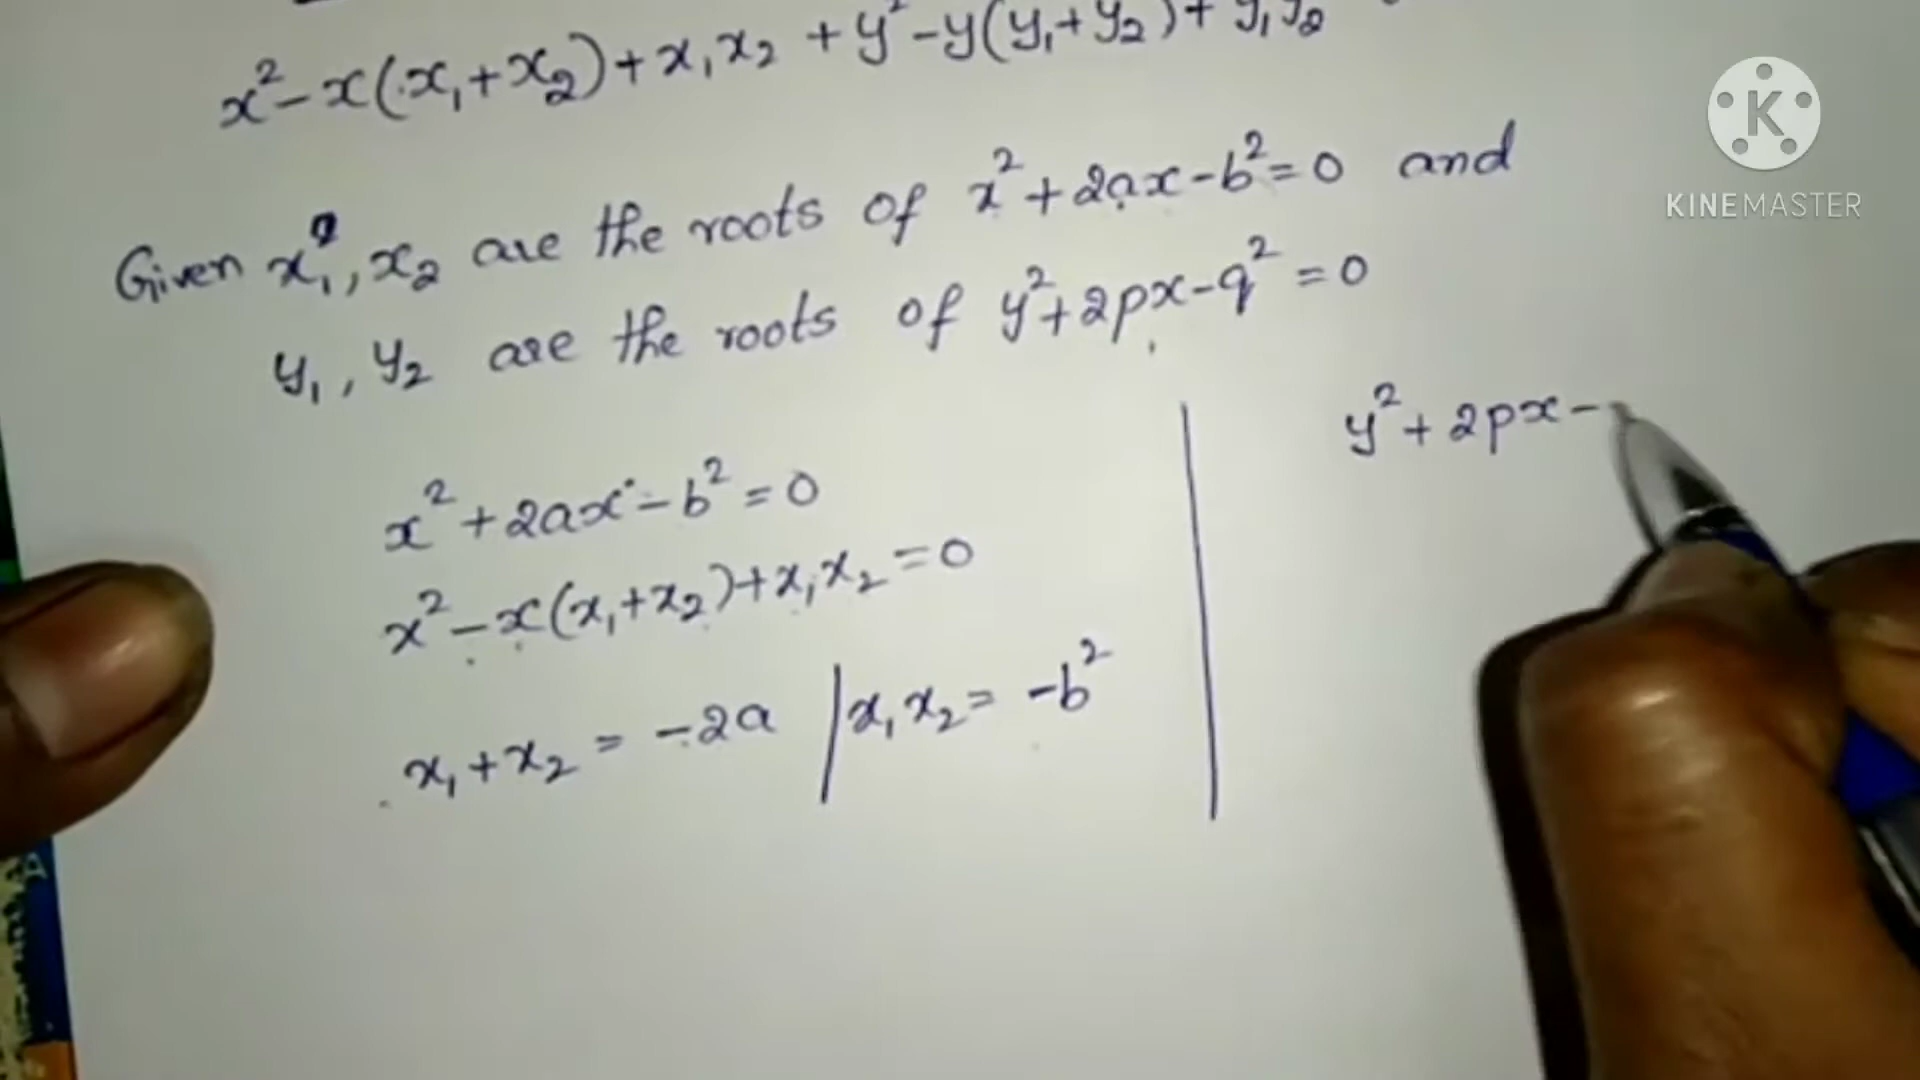 x² - x(x₁+x₂) + x₁x₂ + y² - y(y₁+y₂) + y₁y₂
K
KINEMASTER
Given x₁, x₂ are the roots of x² + 2ax - b² = 0 and
y₁, y₂ are the roots of y² + 2px - q² = 0
y² + 2px -
x² + 2ax - b² = 0
x² - x(x₁+x₂) + x₁x₂ = 0
x₁ + x₂ = -2a | x₁x₂ = -b²